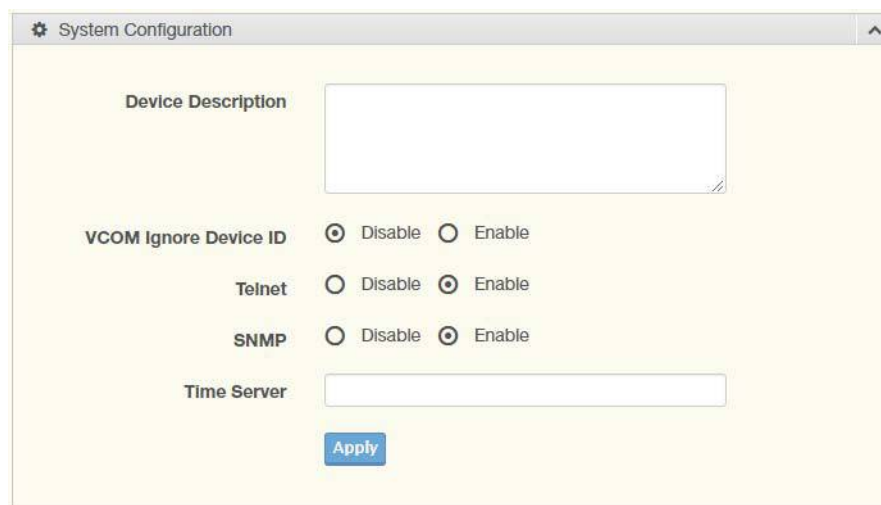 System Configuration
Device Description
VCOM Ignore Device ID Disable Enable
Telnet Disable Enable
SNMP Disable Enable
Time Server
Apply